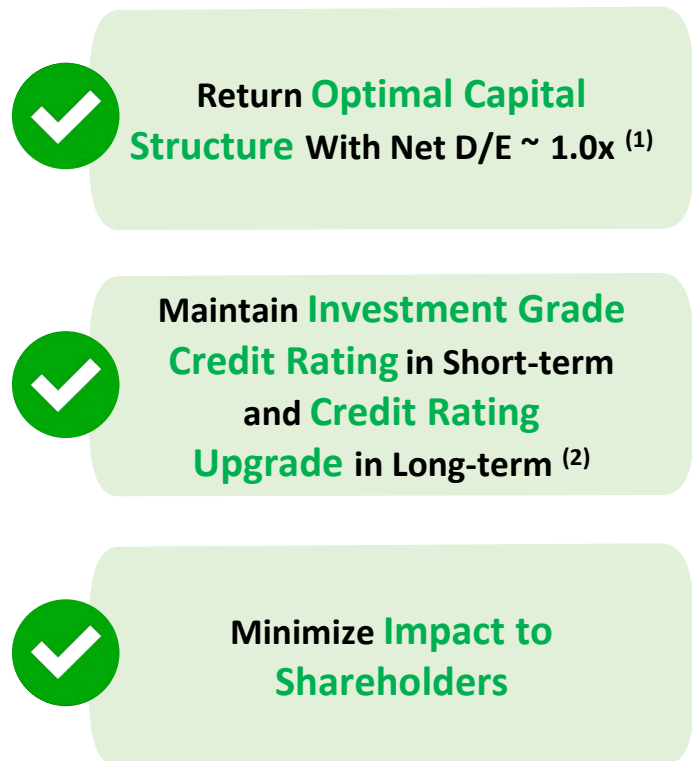 Return Optimal Capital
Structure With Net D/E ~ 1.0x (1)
Maintain Investment Grade
Credit Rating in Short-term
and Credit Rating
Upgrade in Long-term (2)
Minimize Impact to
Shareholders